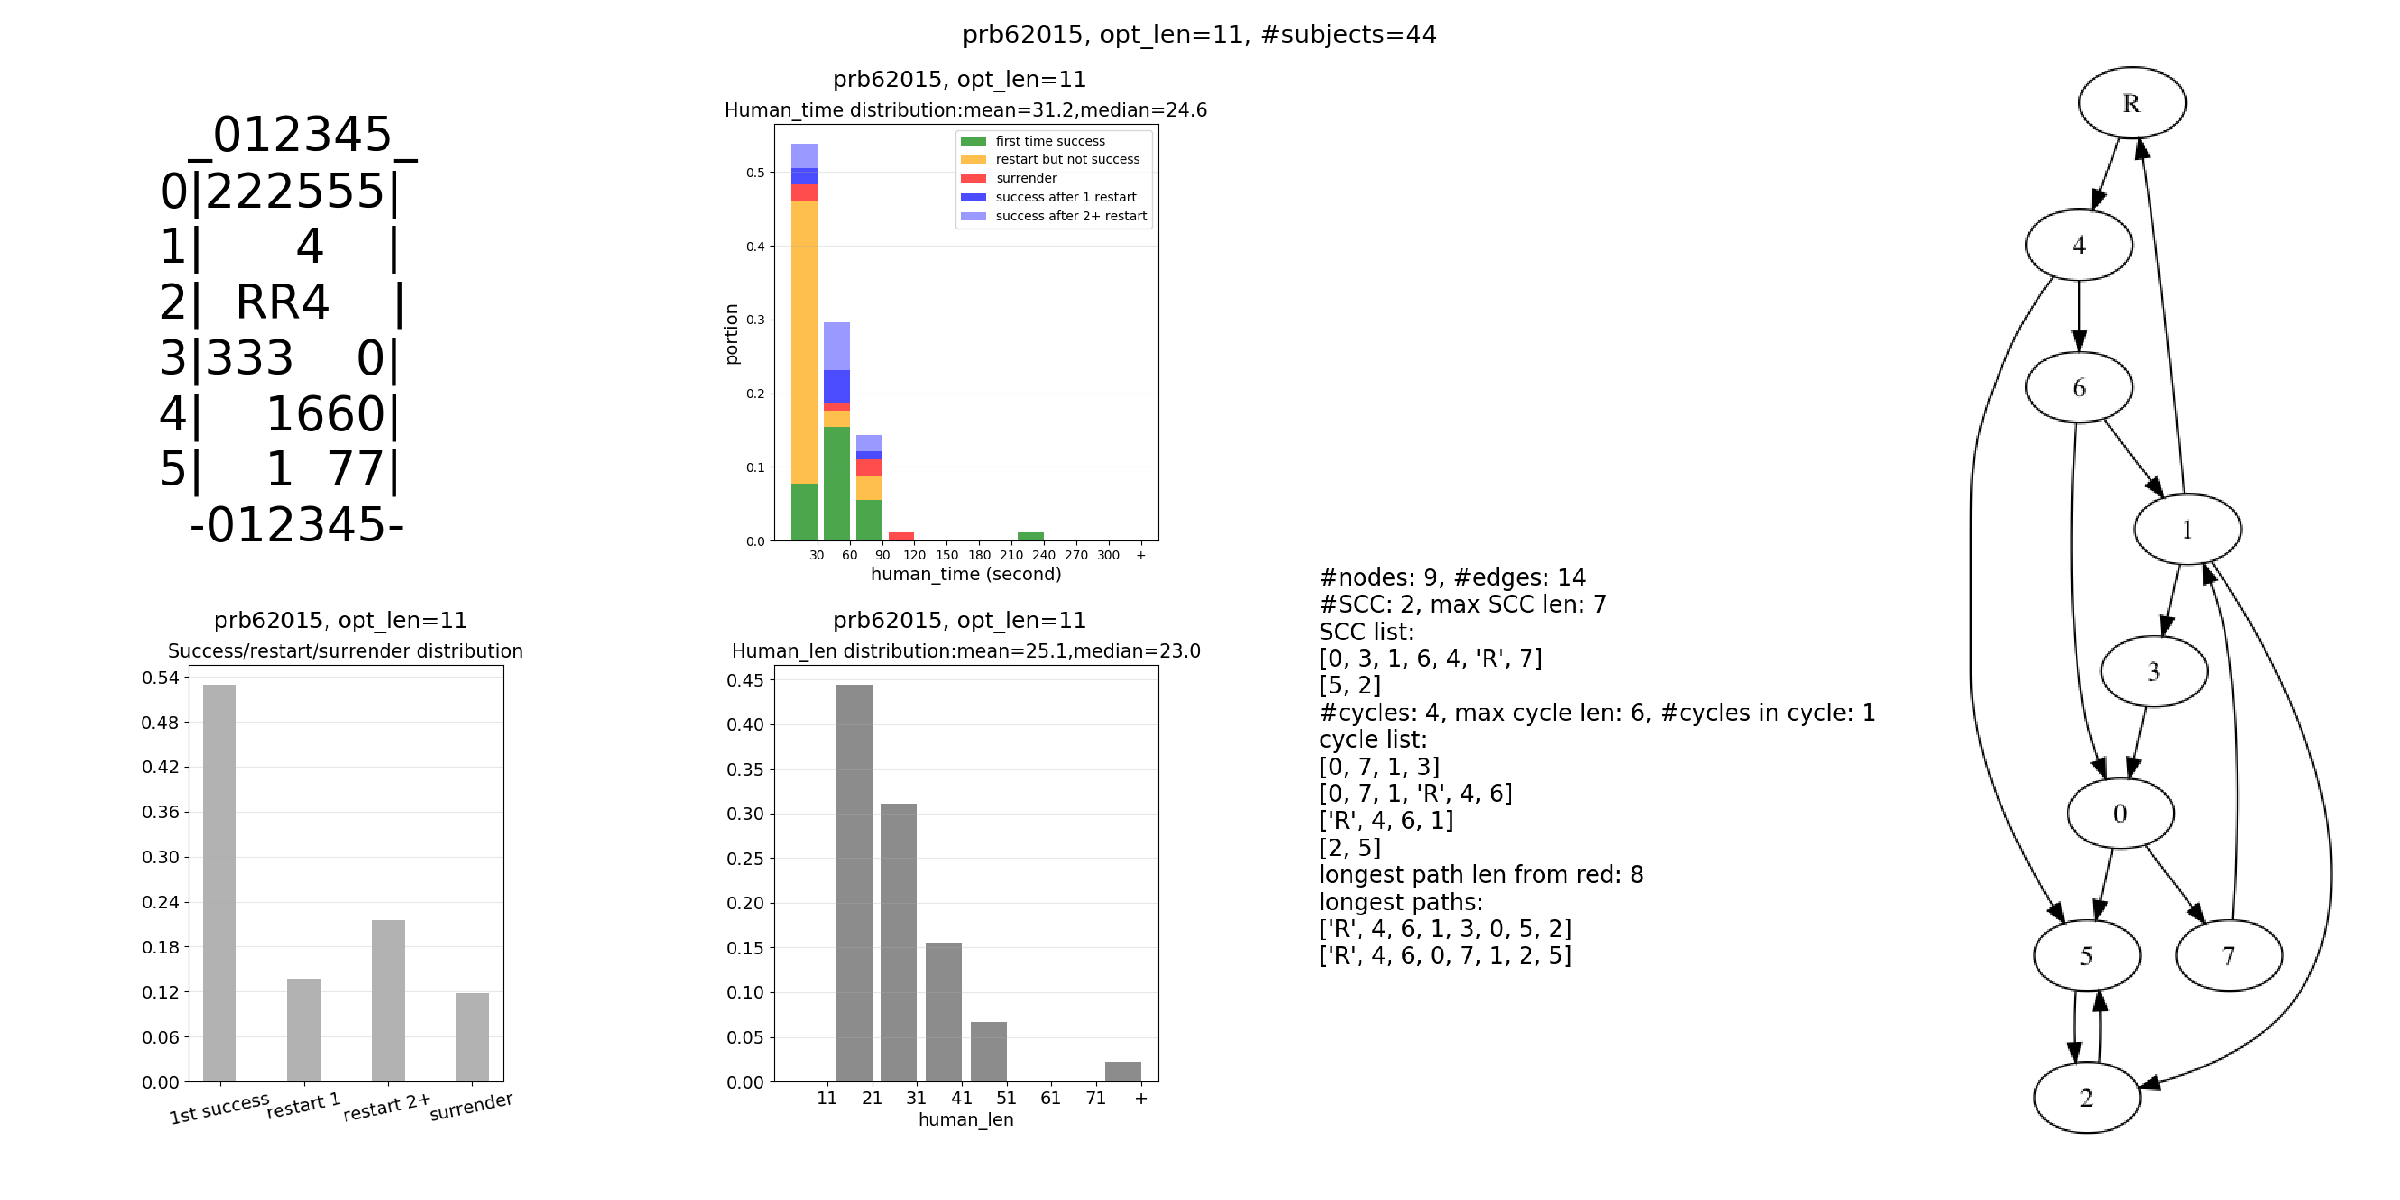 prb62015, opt_len=11, #subjects=44
_012345_
0|222555|
1|   4  |
2| RR4  |
3|333  0|
4|  1660|
5|  1 77|
-012345-
prb62015, opt_len=11
Human_time distribution:mean=31.2,median=24.6
first time success
restart but not success
surrender
success after 1 restart
success after 2+ restart
0.5
0.4
0.3
0.2
0.1
0.0
portion
30 60 90 120 150 180 210 240 270 300 +
human_time (second)
prb62015, opt_len=11
Success/restart/surrender distribution
0.54
0.48
0.42
0.36
0.30
0.24
0.18
0.12
0.06
0.00
1st success restart 1 restart 2+ surrender
prb62015, opt_len=11
Human_len distribution:mean=25.1,median=23.0
0.45
0.40
0.35
0.30
0.25
0.20
0.15
0.10
0.05
0.00
11 21 31 41 51 61 71 +
human_len
#nodes: 9, #edges: 14
#SCC: 2, max SCC len: 7
SCC list:
[0, 3, 1, 6, 4, 'R', 7]
[5, 2]
#cycles: 4, max cycle len: 6, #cycles in cycle: 1
cycle list:
[0, 7, 1, 3]
[0, 7, 1, 'R', 4, 6]
['R', 4, 6, 1]
[2, 5]
longest path len from red: 8
longest paths:
['R', 4, 6, 1, 3, 0, 5, 2]
['R', 4, 6, 0, 7, 1, 2, 5]
R
4
6
1
3
0
5 7
2